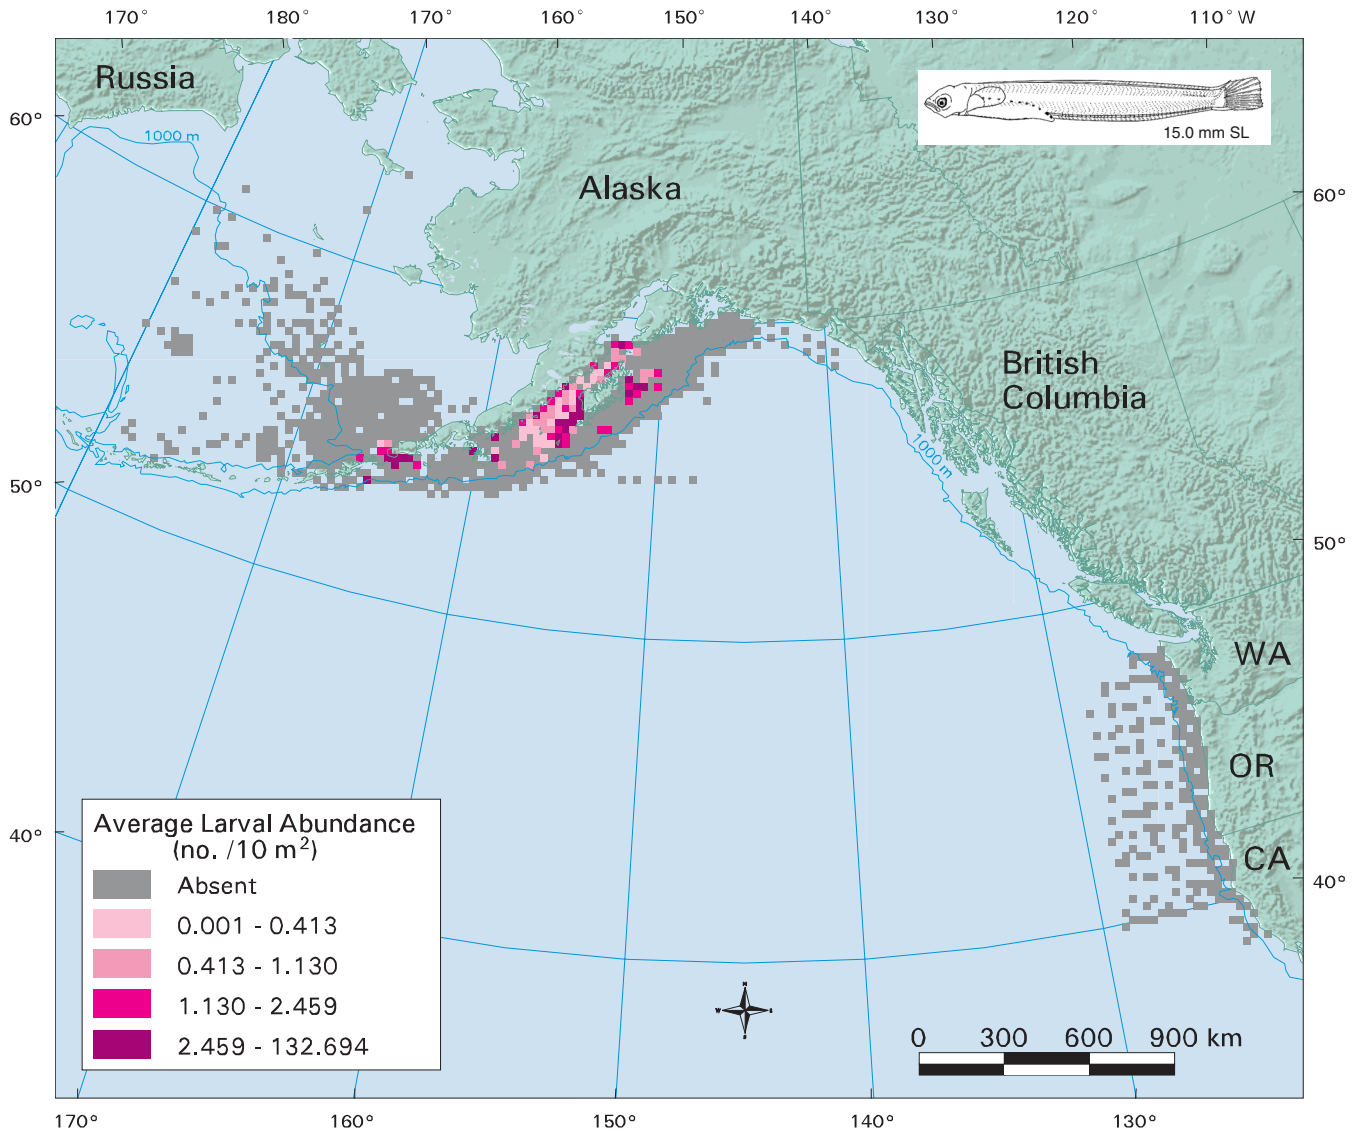 170° 180° 170° 160° 150° 140° 130° 120° 110° W
Russia
1000 m
15.0 mm SL
60°
Alaska
60°
British
Columbia
1000 m
50°
50°
WA
OR
CA
40°
40°
Average Larval Abundance
(no. /10 m²)
Absent
0.001 - 0.413
0.413 - 1.130
1.130 - 2.459
2.459 - 132.694
N
W
S
0 300 600 900 km
170° 160° 150° 140° 130°